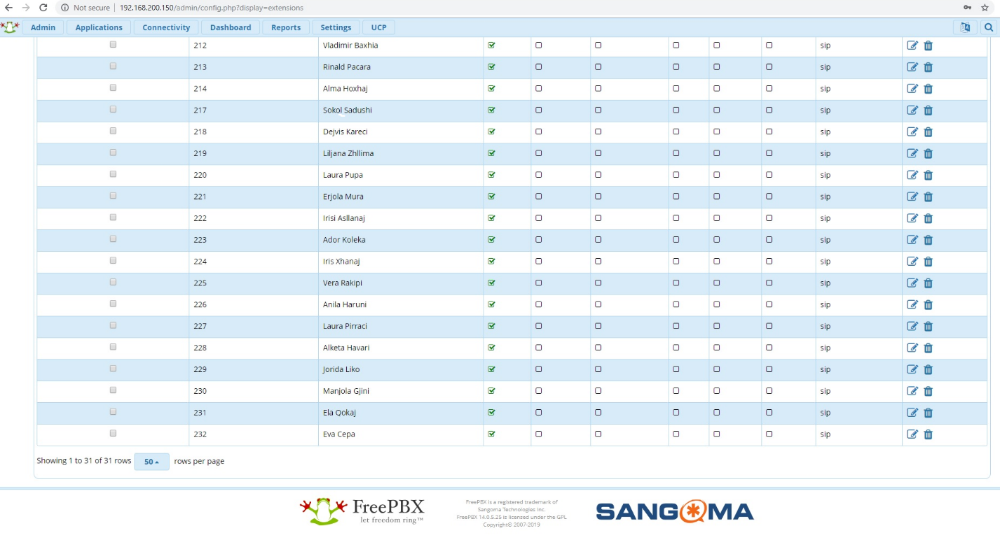 Not secure | 192.168.200.150/admin/config.php?display=extensions
Admin Applications Connectivity Dashboard Reports Settings UCP
212 Vladimir Baxhia sip
213 Rinald Pacara sip
214 Alma Hoxhaj sip
217 Sokol Sadushi sip
218 Dejvis Kareci sip
219 Liljana Zhllima sip
220 Laura Pupa sip
221 Erjola Mura sip
222 Irisi Asllanaj sip
223 Ador Koleka sip
224 Iris Xhanaj sip
225 Vera Rakipi sip
226 Anila Haruni sip
227 Laura Pirraci sip
228 Alketa Havari sip
229 Jorida Liko sip
230 Manjola Gjini sip
231 Ela Qokaj sip
232 Eva Cepa sip
Showing 1 to 31 of 31 rows 50 rows per page
FreePBX
let freedom ring™
FreePBX is a registered trademark of
Sangoma Technologies Inc.
FreePBX 14.0.5.25 is licensed under the GPL
Copyright© 2007-2019
SANGOMA